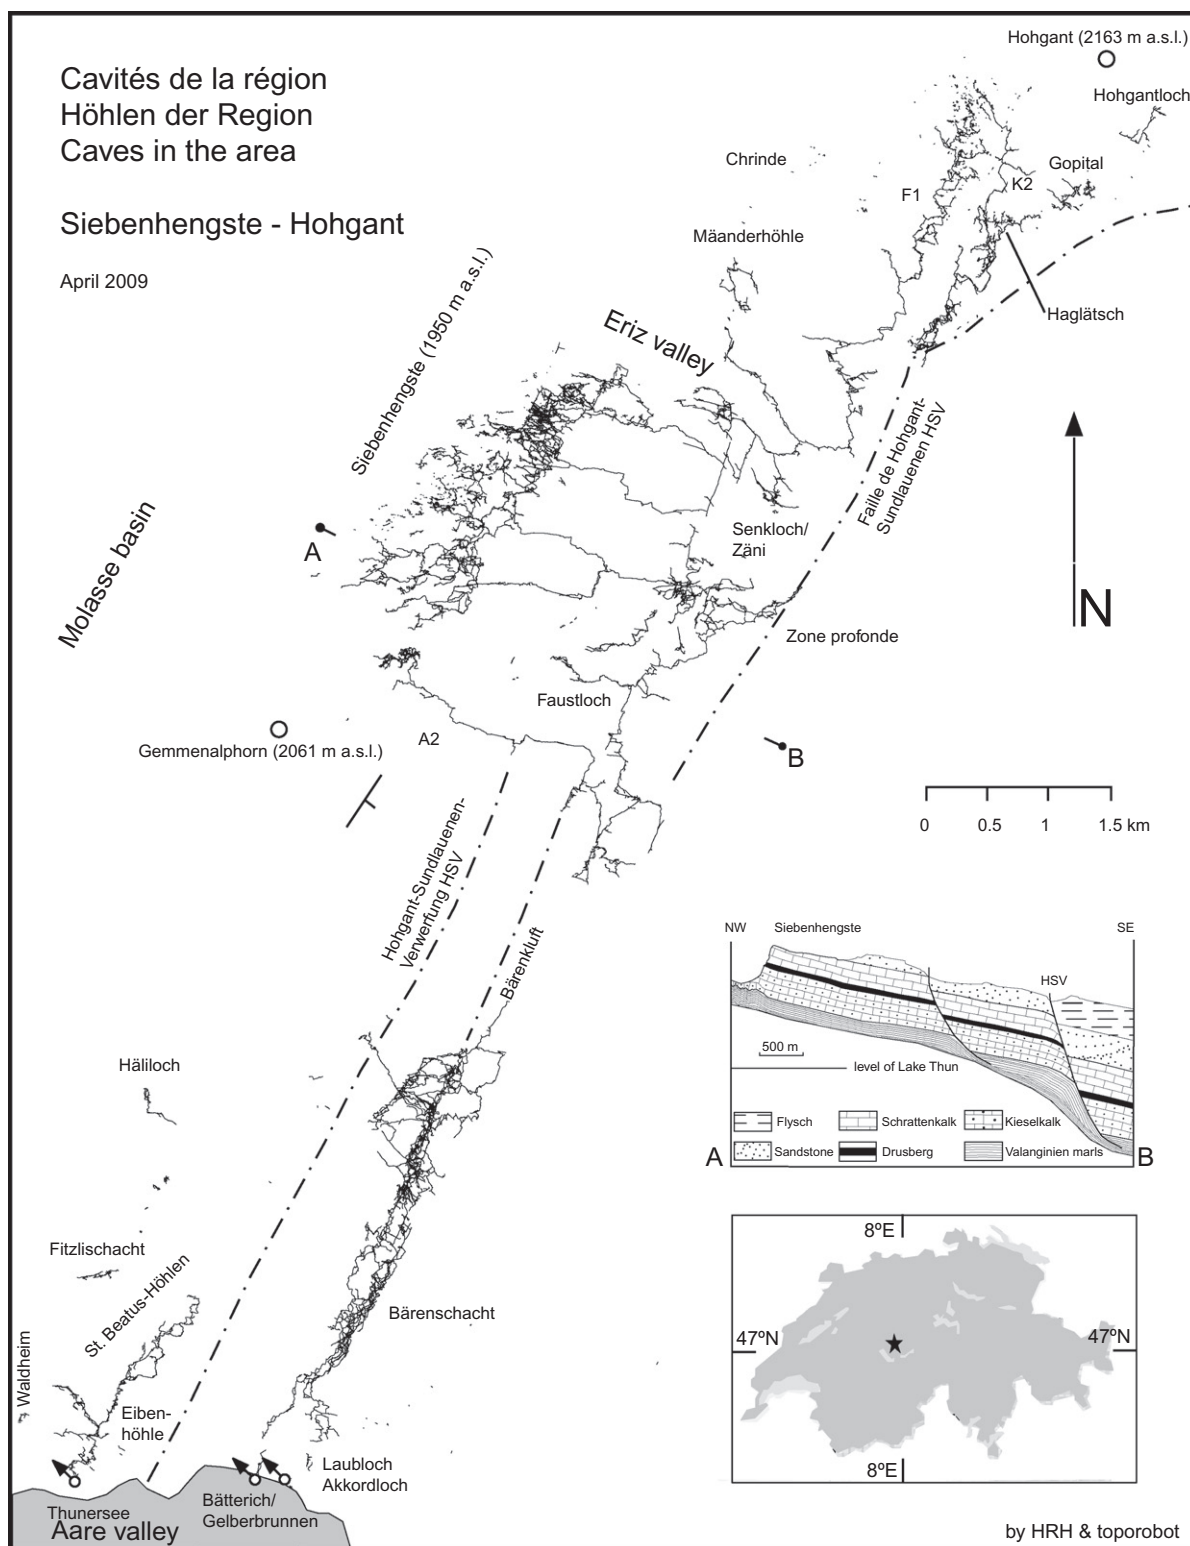 Hohgant (2163 m a.s.l.)
Cavités de la région
Höhlen der Region
Caves in the area
Hohgantloch
Chrinde
Gopital
F1
K2
Siebenhengste - Hohgant
Mäanderhöhle
April 2009
Siebenhengste (1950 m a.s.l.)
Haglätsch
Eriz valley
Faille de Hohgant-
Sundlauenen HSV
Molasse basin
A
Senkloch/
Zäni
N
Zone profonde
Faustloch
Gemmenalphorn (2061 m a.s.l.)
A2
B
0 0.5 1 1.5 km
Hohgant-Sundlauenen-
Verwerfung HSV
Bärenkluft
NW Siebenhengste SE
HSV
500 m
level of Lake Thun
Flysch Schrattenkalk Kieselkalk
Sandstone Drusberg Valanginien marls
A B
Häliloch
Fitzlischacht
St. Beatus-Höhlen
Bärenschacht
Waldheim
Eiben-
höhle
Laubloch
Akkordloch
Bätterich/
Gelberbrunnen
Thunersee
Aare valley
8ºE
47ºN 47ºN
8ºE
by HRH & toporobot